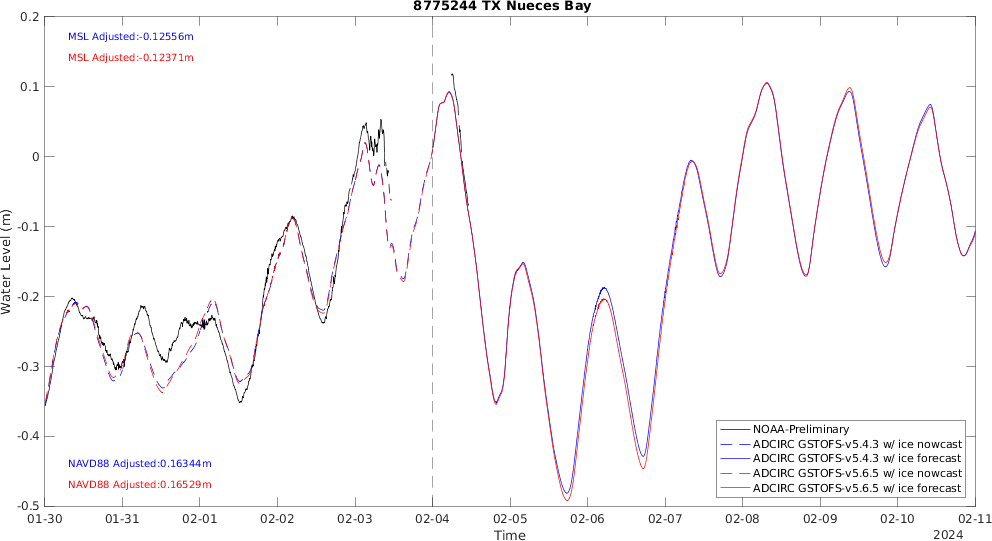 8775244 TX Nueces Bay
MSL Adjusted:-0.12556m
MSL Adjusted:-0.12371m
Water Level (m)
0.2
0.1
0
-0.1
-0.2
-0.3
-0.4
-0.5
NAVD88 Adjusted:0.16344m
NAVD88 Adjusted:0.16529m
NOAA-Preliminary
ADCIRC GSTOFS-v5.4.3 w/ ice nowcast
ADCIRC GSTOFS-v5.4.3 w/ ice forecast
ADCIRC GSTOFS-v5.6.5 w/ ice nowcast
ADCIRC GSTOFS-v5.6.5 w/ ice forecast
01-30 01-31 02-01 02-02 02-03 02-04 02-05 02-06 02-07 02-08 02-09 02-10 02-11
Time
2024